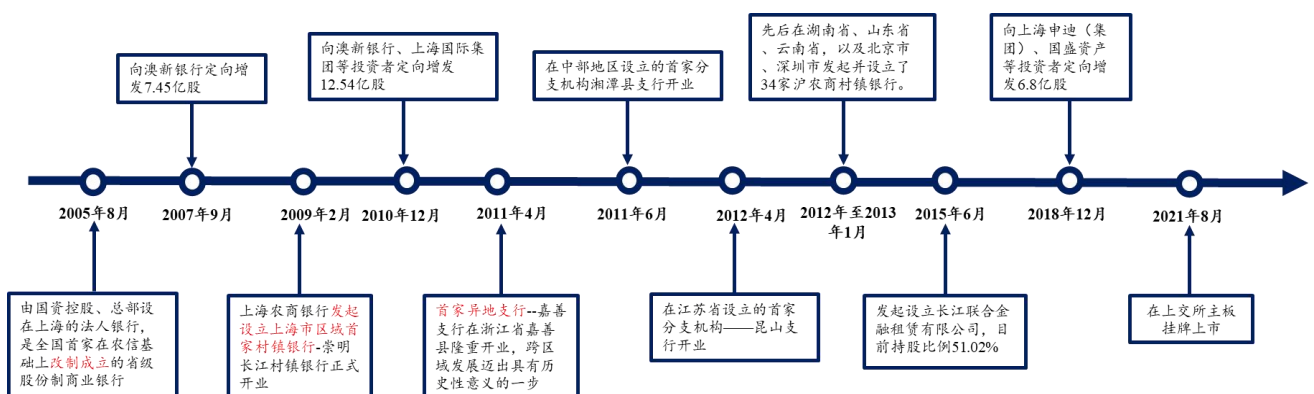 向澳新银行定向增
发7.45亿股
向澳新银行、上海国际集
团等投资者定向增发
12.54亿股
在中部地区设立的首家分
支机构湘潭县支行开业
先后在湖南省、山东省
、云南省，以及北京市
、深圳市发起并设立了
34家沪农商村镇银行。
向上海申迪（集
团）、国盛资产
等投资者定向增
发6.8亿股
2005年8月
2007年9月
2009年2月
2010年12月
2011年4月
2011年6月
2012年4月
2012年至2013
年1月
2015年6月
2018年12月
2021年8月
由国资控股、总部设
在上海的法人银行，
是全国首家在农信基
础上改制成立的省级
股份制商业银行
上海农商银行发起
设立上海市区域首
家村镇银行-崇明
长江村镇银行正式
开业
首家异地支行--嘉善
支行在浙江省嘉善
县隆重开业，跨区
域发展迈出具有历
史性意义的一步
在江苏省设立的首家
分支机构——昆山支
行开业
发起设立长江联合金
融租赁有限公司，目
前持股比例51.02%
在上交所主板
挂牌上市